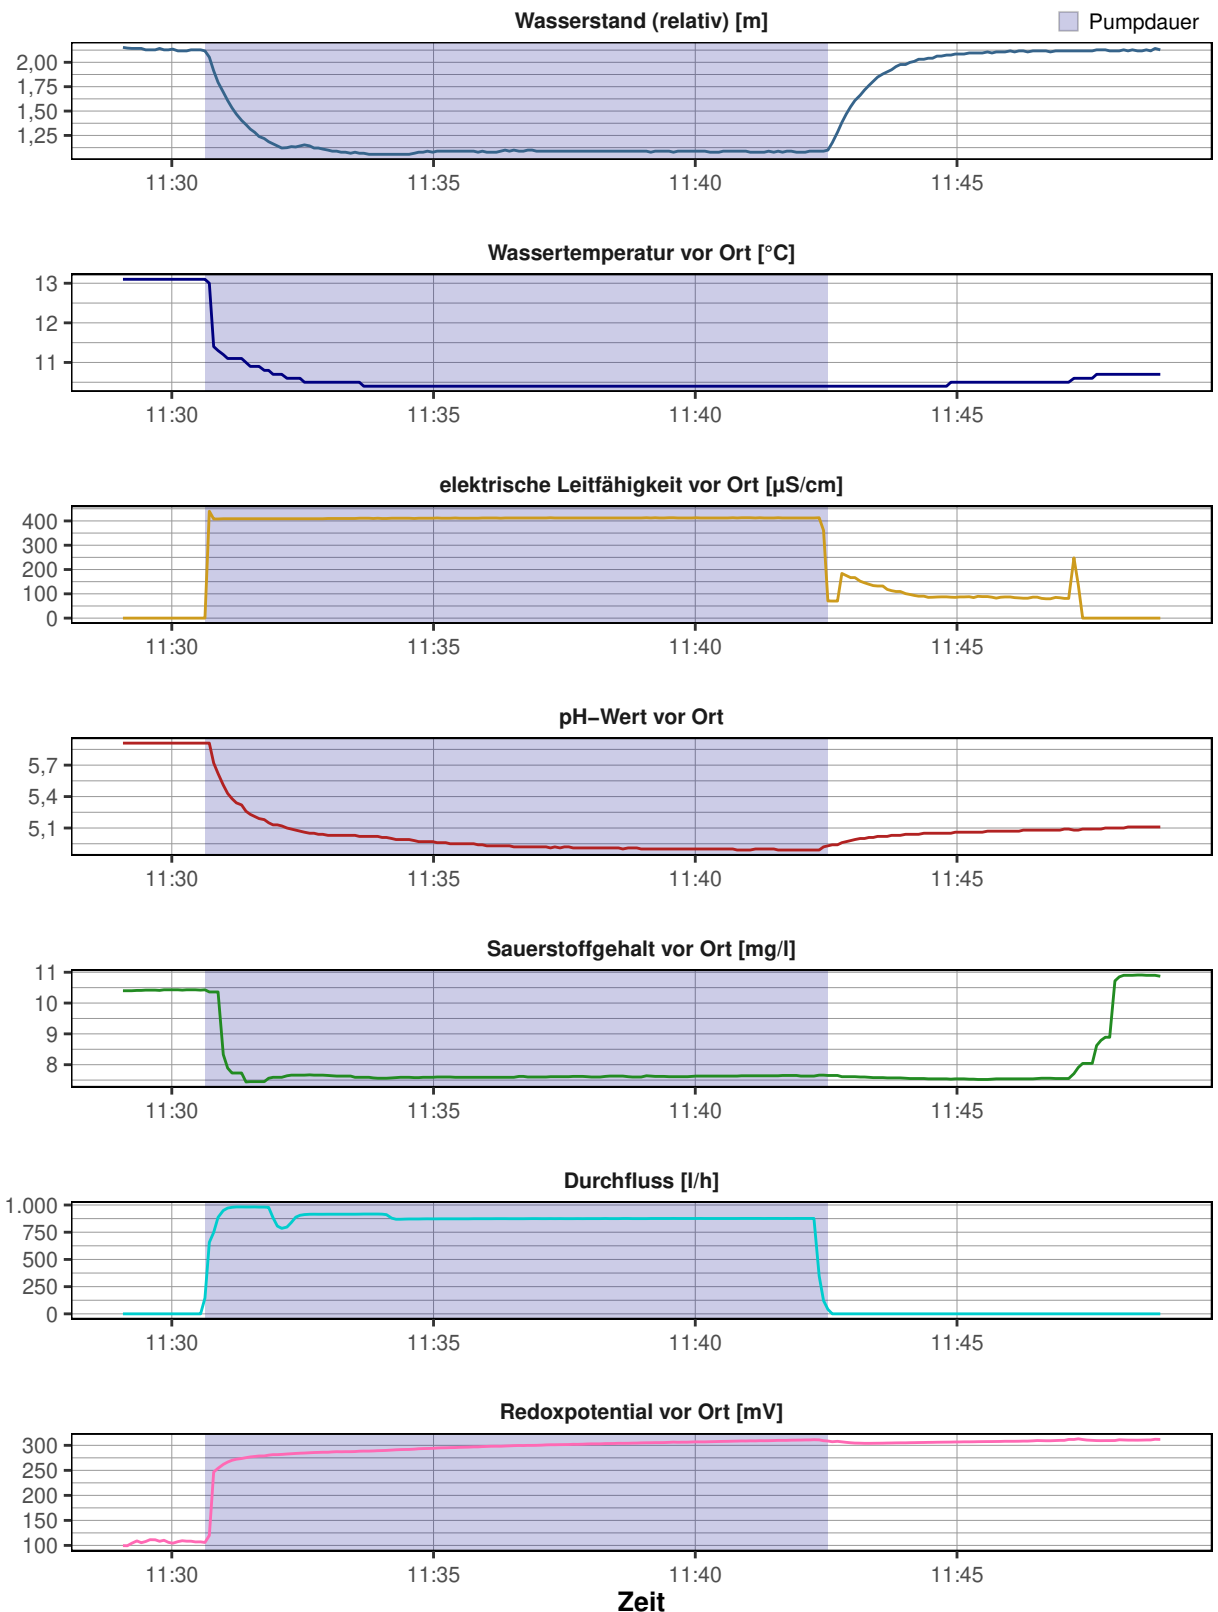 Wasserstand (relativ) [m]
Pumpdauer
2,00
1,75
1,50
1,25
11:30 11:35 11:40 11:45
Wassertemperatur vor Ort [°C]
13
12
11
11:30 11:35 11:40 11:45
elektrische Leitfähigkeit vor Ort [µS/cm]
400
300
200
100
0
11:30 11:35 11:40 11:45
pH−Wert vor Ort
5,7
5,4
5,1
11:30 11:35 11:40 11:45
Sauerstoffgehalt vor Ort [mg/l]
11
10
9
8
11:30 11:35 11:40 11:45
Durchfluss [l/h]
1.000
750
500
250
0
11:30 11:35 11:40 11:45
Redoxpotential vor Ort [mV]
300
250
200
150
100
11:30 11:35 11:40 11:45
Zeit